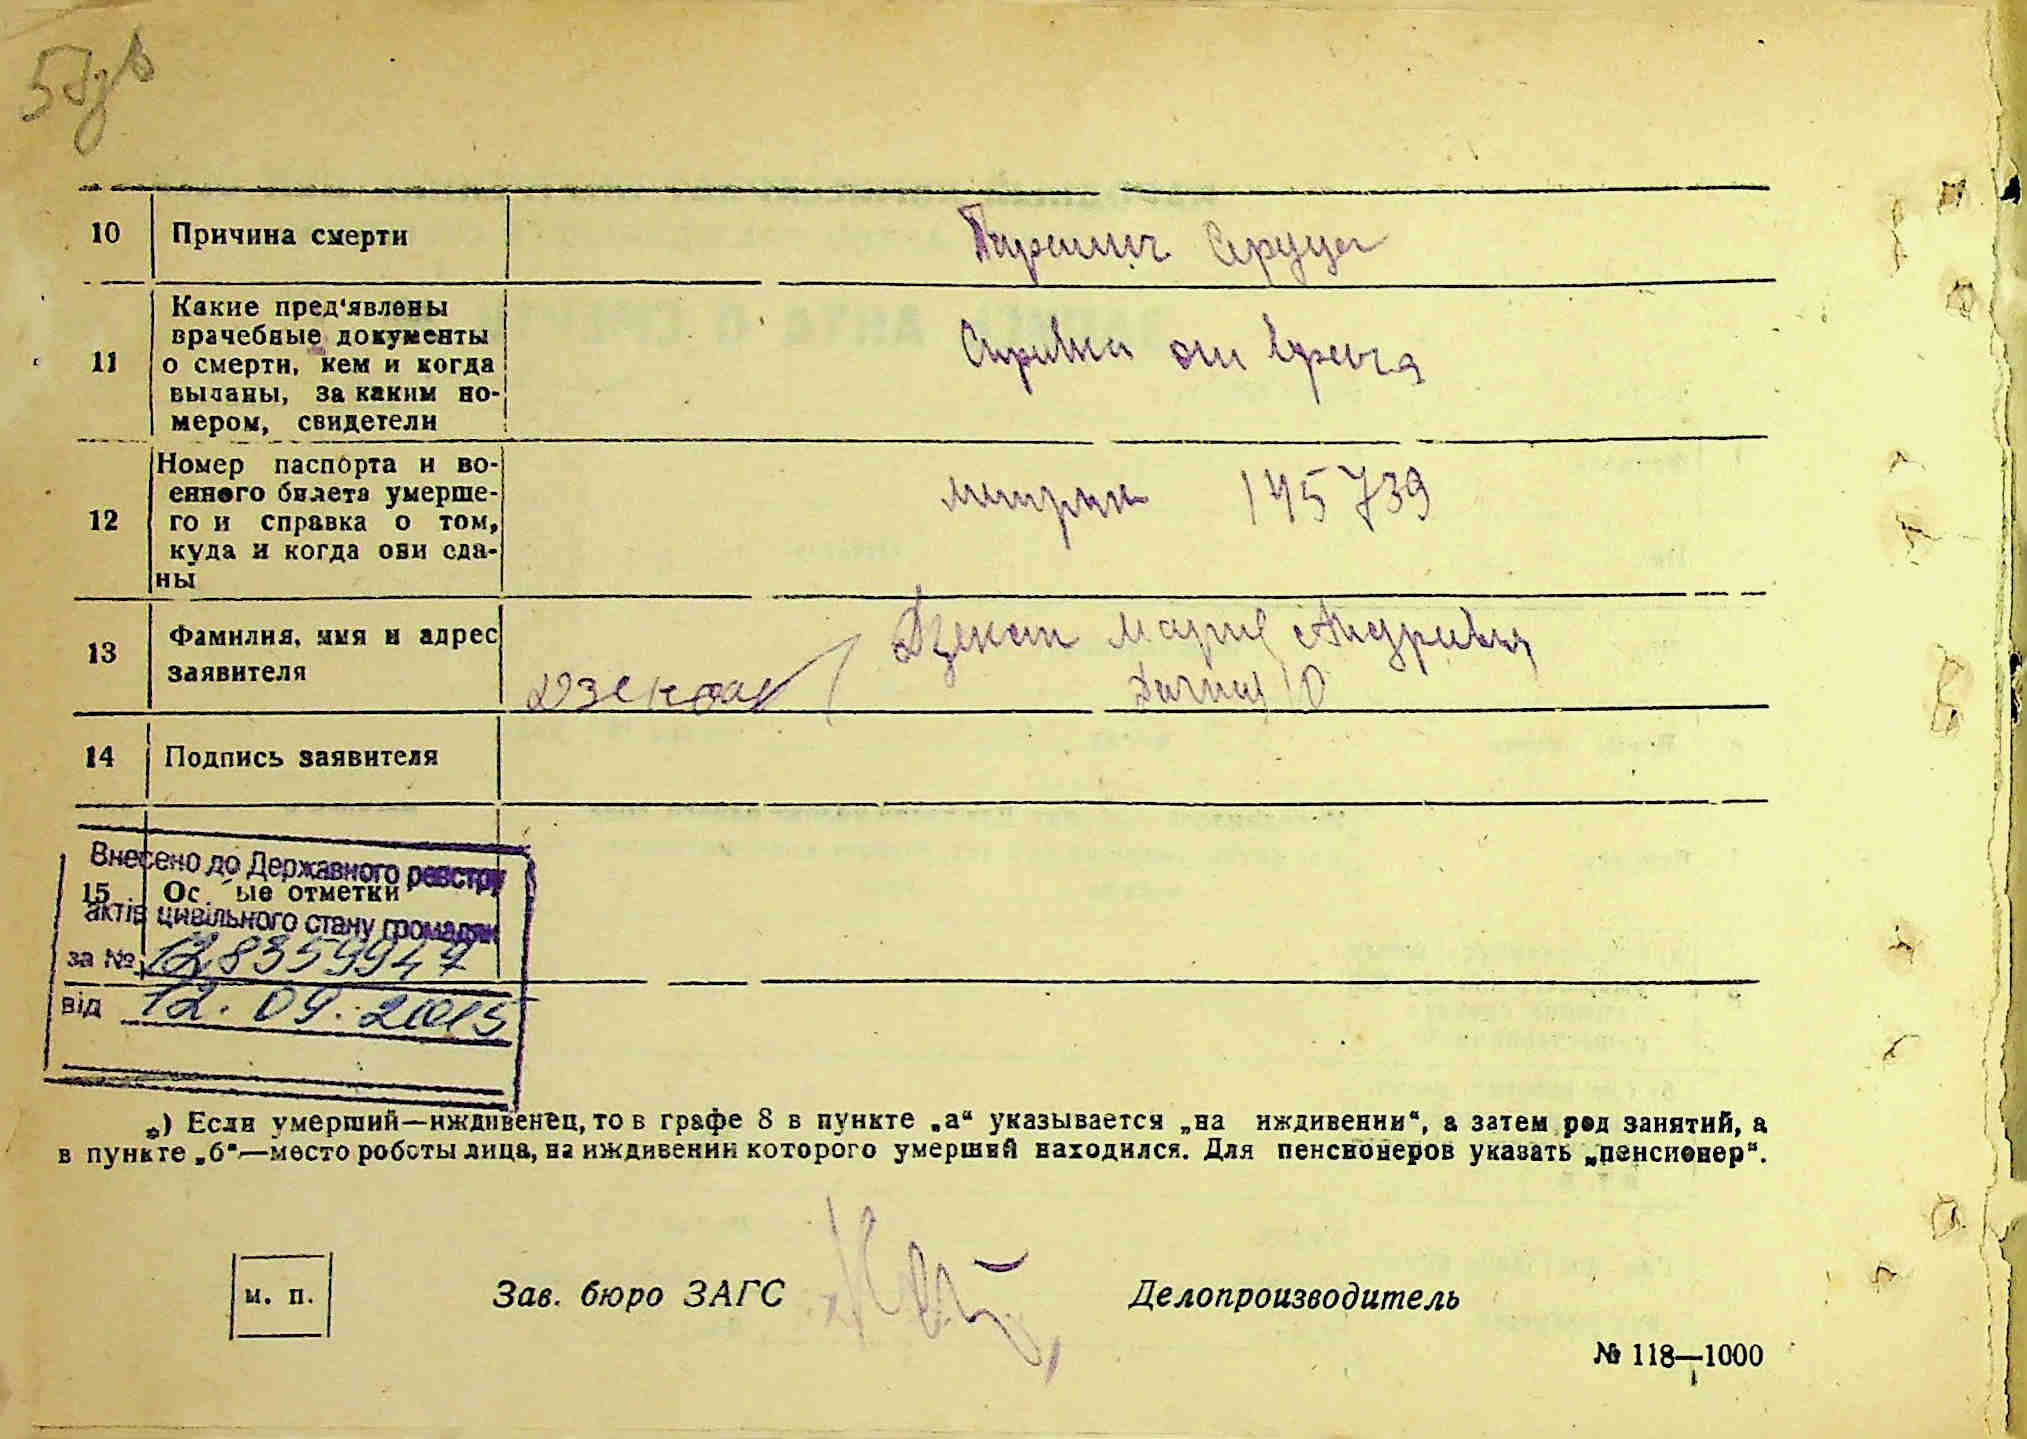 10 Причина смерти
Паралич Сердца
11 Какие пред'явлены
врачебные документы
о смерти, кем и когда
выданы, за каким но-
мером, свидетели
Справка от врача
12 Номер паспорта и во-
енного билета умерше-
го и справка о том,
куда и когда они сда-
ны
145739
13 Фамилия, имя и адрес
заявителя
Дзекан Мария Андреевна
14 Подпись заявителя
Внесено до Державного реєстру
15 Ос ые отметки
актів цивільного стану громадян
за № 128359947
від 12.09.2015
*) Если умерший—иждивенец, то в графе 8 в пункте „а“ указывается „на иждивении“, а затем род занятий, а
в пункте „б“,—место роботы лица, на иждивении которого умерший находился. Для пенсионеров указать „пенсионер“.
м. п.
Зав. бюро ЗАГС
Делопроизводитель
№ 118—1000